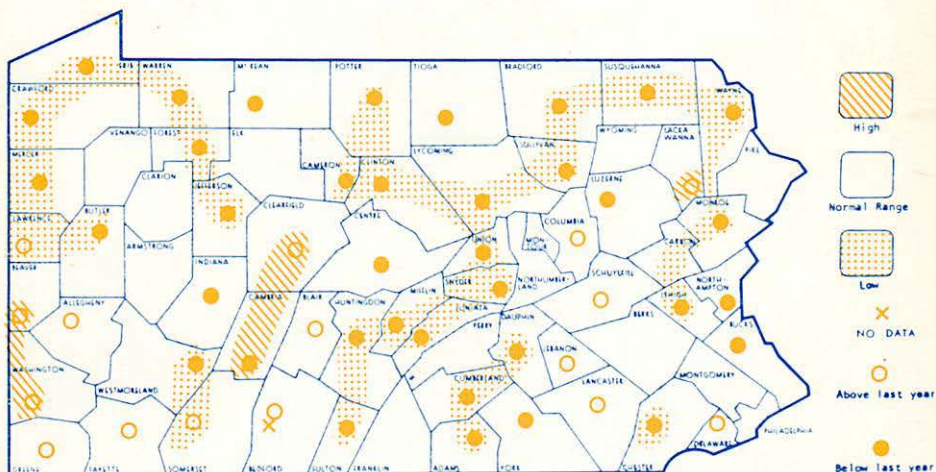 ERIE
WARREN
MC KEAN
POTTER
TIOGA
BRADFORD
SUSQUEHANNA
WAYNE
CRAWFORD
VENANGO
FOREST
ELK
CAMERON
CLINTON
LYCOMING
SULLIVAN
WYOMING
LACKA
WANNA
PIKE
MERCER
CLARION
JEFFERSON
CLEARFIELD
CENTRE
LUZERNE
MONROE
LAWRENCE
BUTLER
ARMSTRONG
UNION
MON-
TOUR
COLUMBIA
CARBON
BEAVER
INDIANA
SNYDER
NORTHUMBER-
LAND
SCHUYLKILL
NORTH-
AMPTON
ALLEGHENY
CAMBRIA
BLAIR
HUNTINGDON
MIFFLIN
JUNIATA
PERRY
DAUPHIN
BERKS
LEHIGH
BUCKS
WASHINGTON
WESTMORELAND
CUMBERLAND
LEBANON
LANCASTER
MONTGOMERY
GREENE
FAYETTE
SOMERSET
BEDFORD
FULTON
FRANKLIN
ADAMS
YORK
CHESTER
DELAWARE
PHILADELPHIA
High
Normal Range
Low
NO DATA
Above last year
Below last year